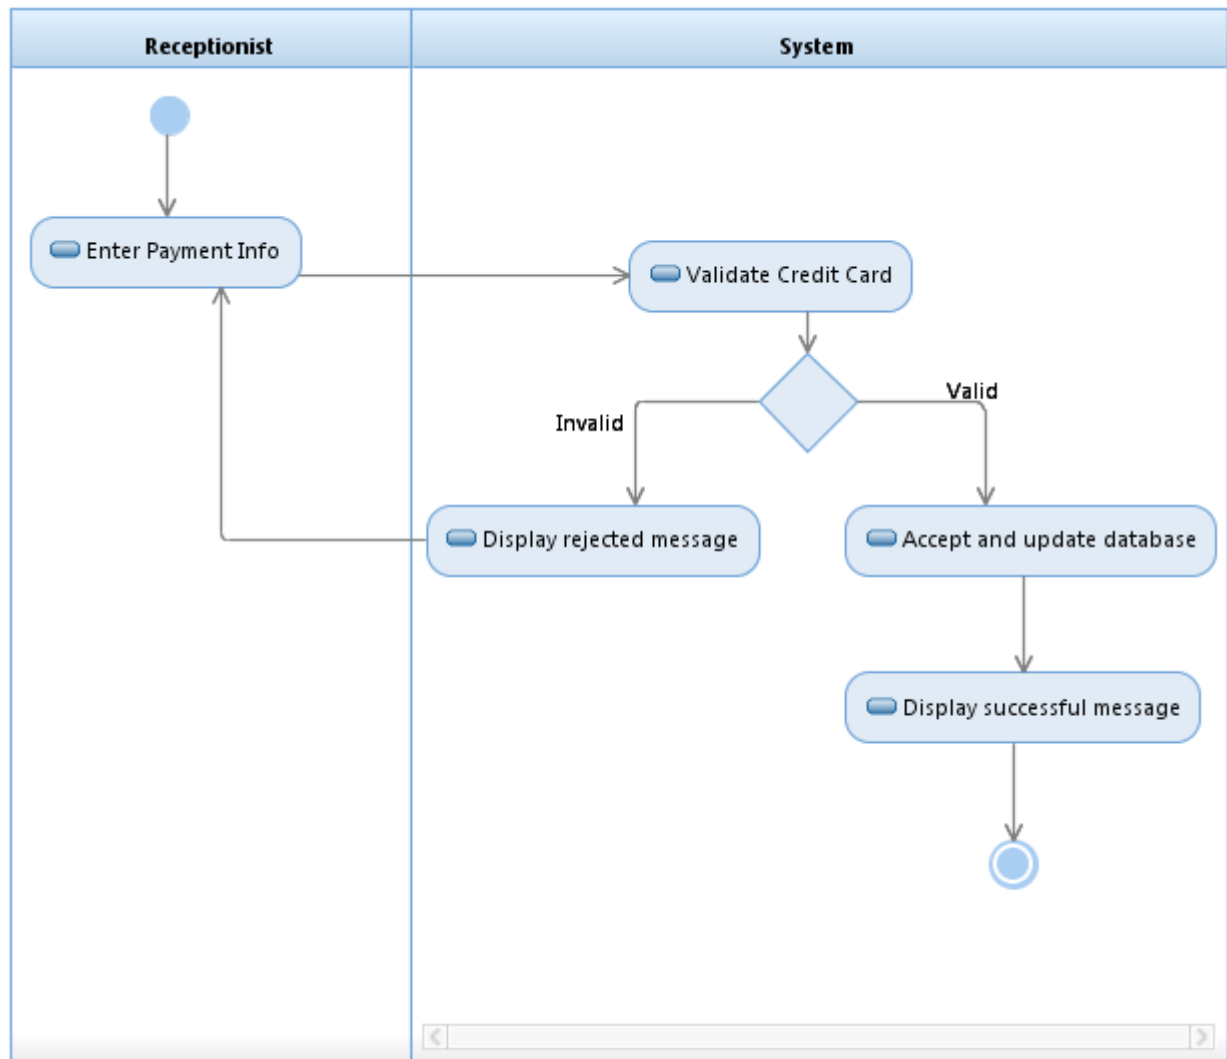 Receptionist
System
Enter Payment Info
Validate Credit Card
Valid
Invalid
Display rejected message
Accept and update database
Display successful message